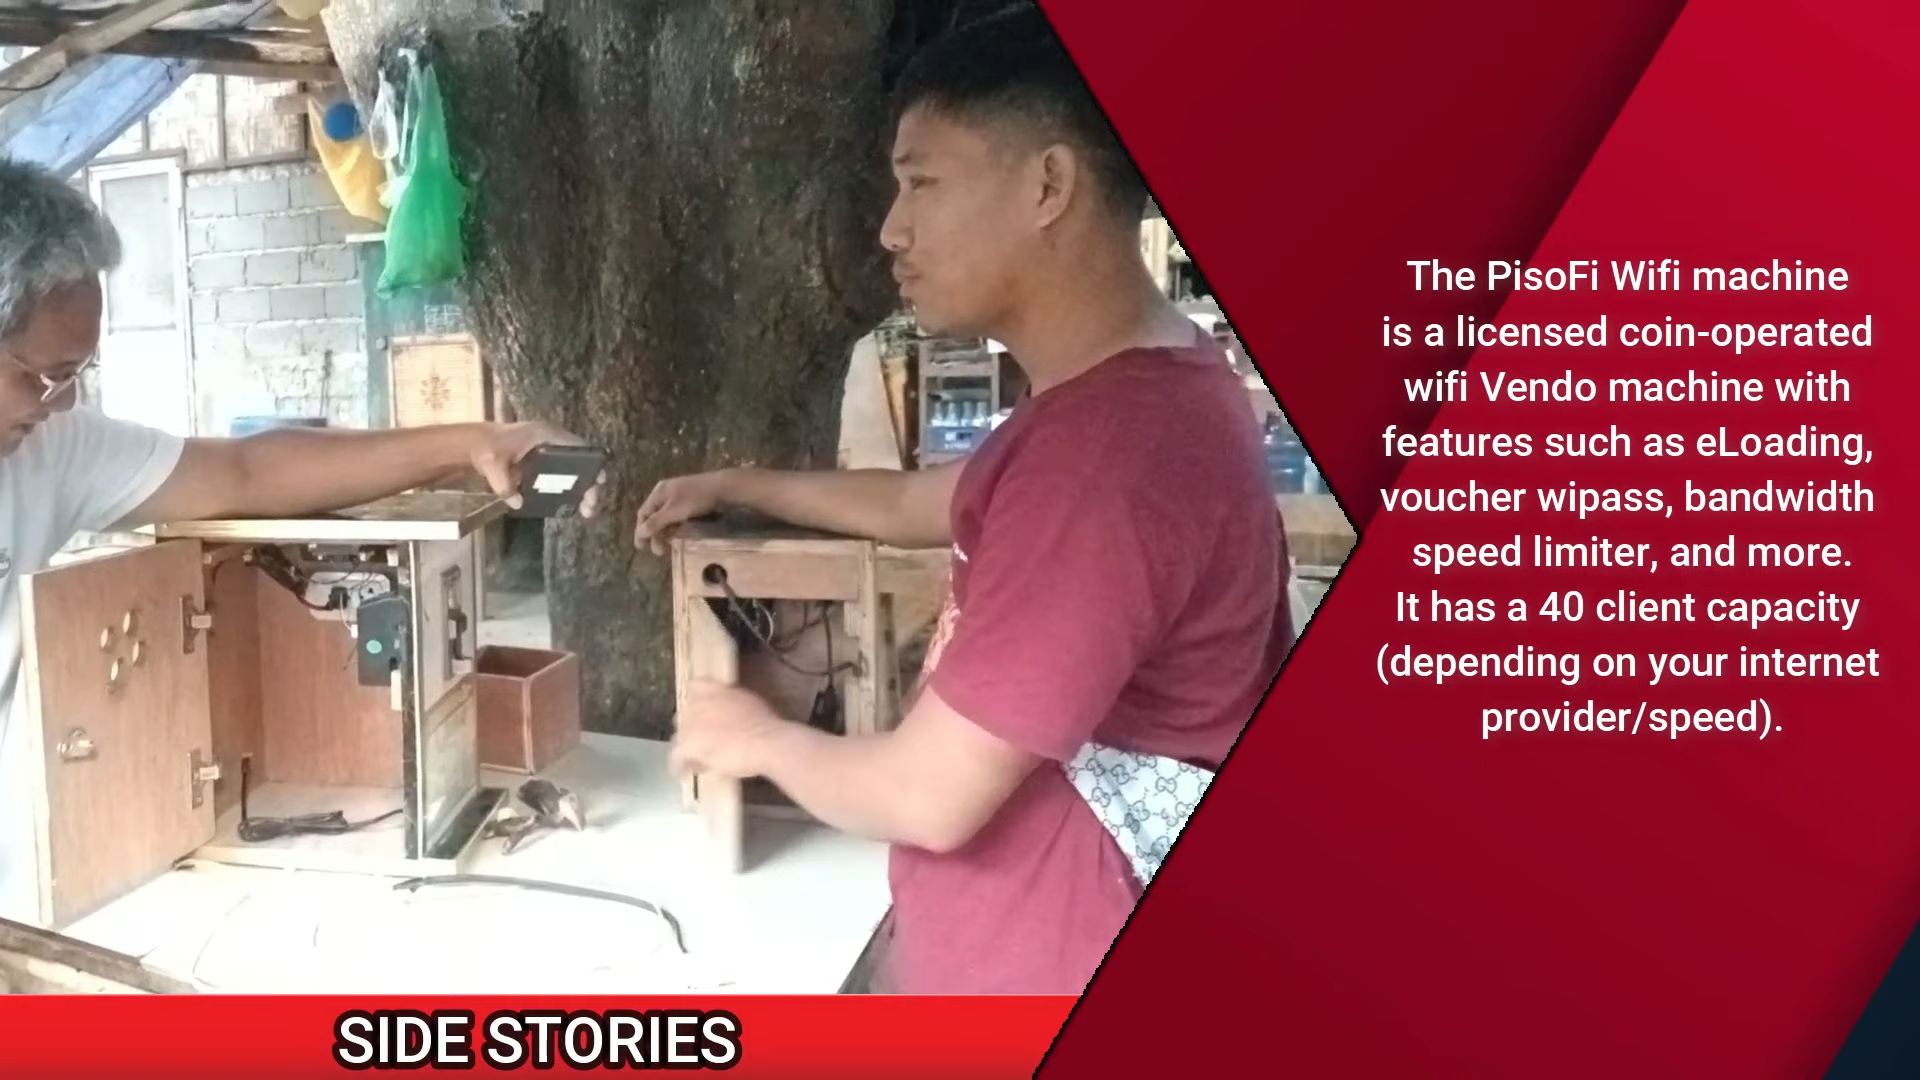 The PisoFi Wifi machine
is a licensed coin-operated
wifi Vendo machine with
features such as eLoading,
voucher wipass, bandwidth
speed limiter, and more.
It has a 40 client capacity
(depending on your internet
provider/speed).
SIDE STORIES